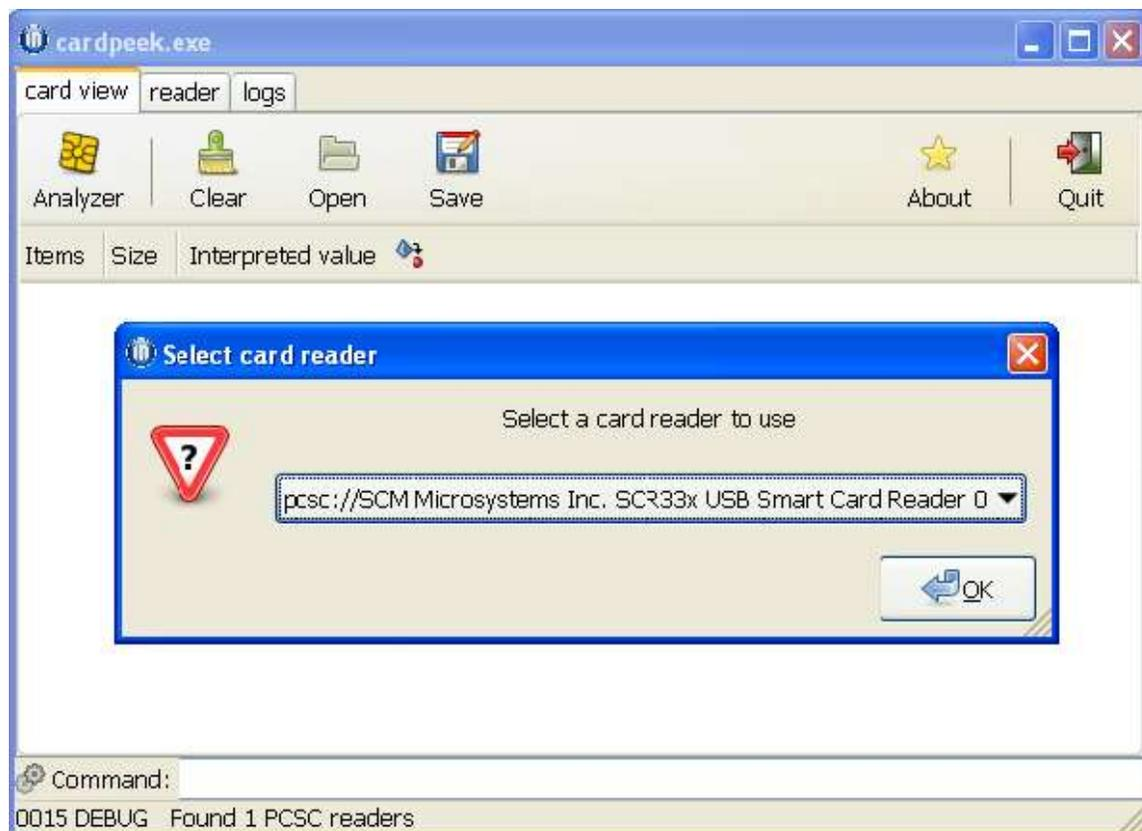 cardpeek.exe
card view reader logs
Analyzer Clear Open Save About Quit
Items Size Interpreted value
Select card reader
Select a card reader to use
?
pcsc://SCM Microsystems Inc. SCR33x USB Smart Card Reader 0
OK
Command:
0015 DEBUG Found 1 PCSC readers